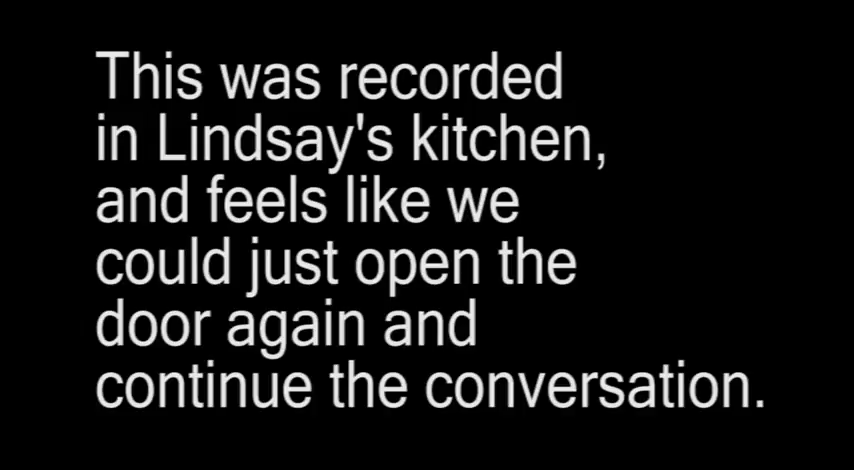 This was recorded
in Lindsay's kitchen,
and feels like we
could just open the
door again and
continue the conversation.